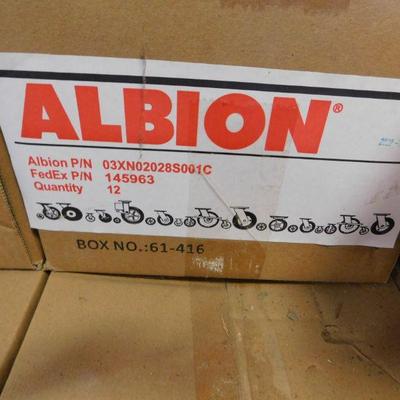 ALBION®
Albion P/N 03XN02028S001C
FedEx P/N 145963
Quantity 12
BOX NO.:61-416